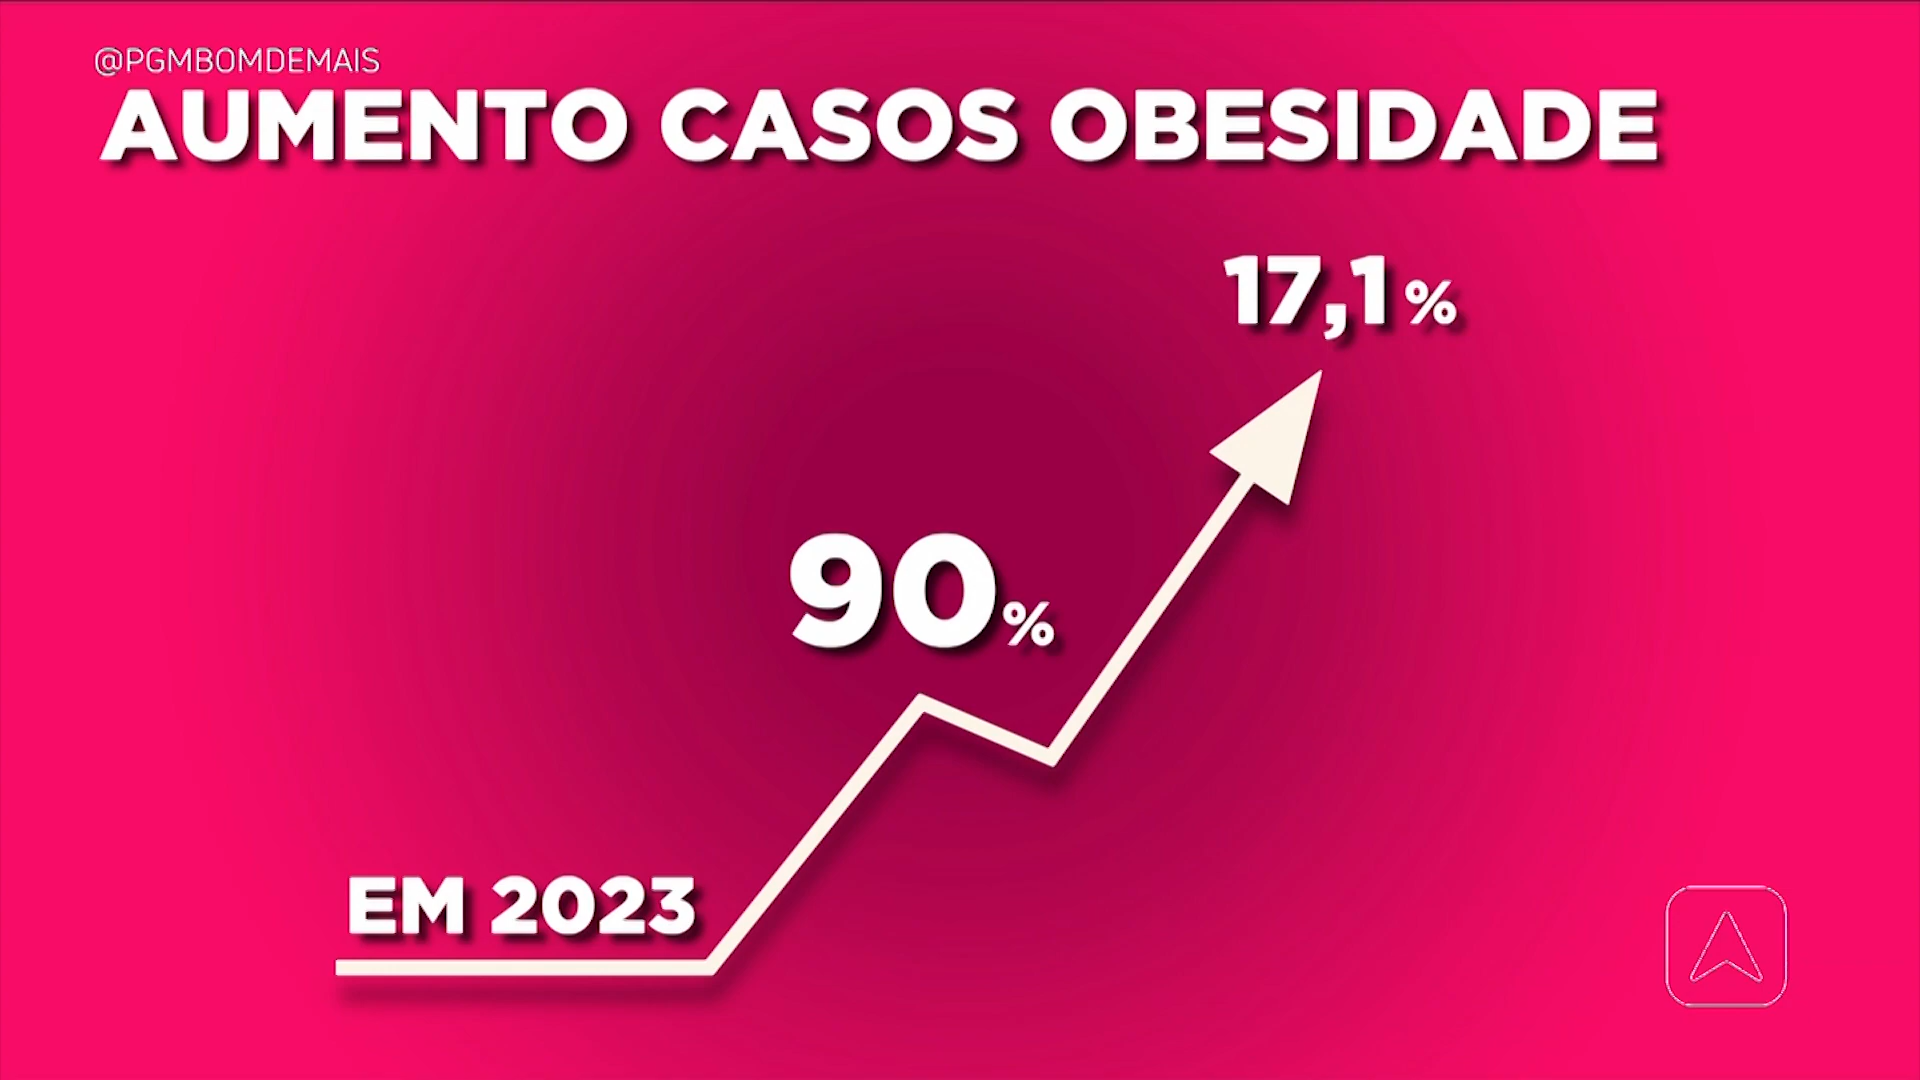 @PGMBOMDEMAIS
AUMENTO CASOS OBESIDADE
17,1%
90%
EM 2023